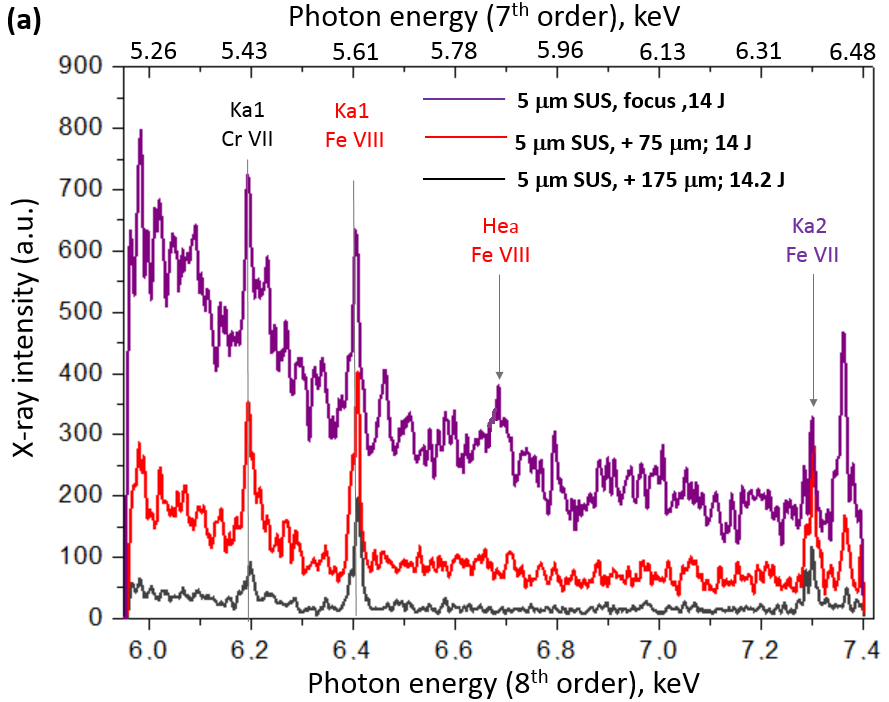 (a)
Photon energy (7th order), keV
5.26 5.43 5.61 5.78 5.96 6.13 6.31 6.48
900
800
700
600
500
400
300
200
100
0
X-ray intensity (a.u.)
5 μm SUS, focus ,14 J
5 μm SUS, + 75 μm; 14 J
5 μm SUS, + 175 μm; 14.2 J
Ka1
Cr VII
Ka1
Fe VIII
Hea
Fe VIII
Ka2
Fe VII
6.0 6.2 6.4 6.6 6.8 7.0 7.2 7.4
Photon energy (8th order), keV